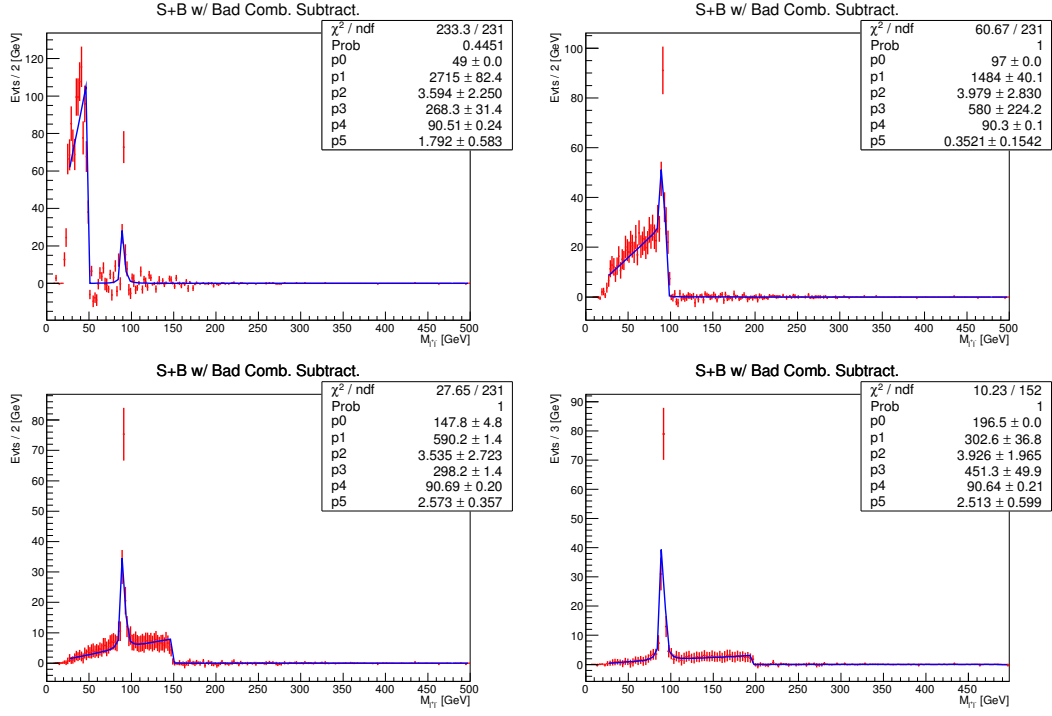 S+B w/ Bad Comb. Subtract.
χ² / ndf 233.3 / 231
Prob 0.4451
p0 49 ± 0.0
p1 2715 ± 82.4
p2 3.594 ± 2.250
p3 268.3 ± 31.4
p4 90.51 ± 0.24
p5 1.792 ± 0.583
Evts / 2 [GeV]
120
100
80
60
40
20
0
0 50 100 150 200 250 300 350 400 450 500
[GeV]
S+B w/ Bad Comb. Subtract.
χ² / ndf 60.67 / 231
Prob 1
p0 97 ± 0.0
p1 1484 ± 40.1
p2 3.979 ± 2.830
p3 580 ± 224.2
p4 90.3 ± 0.1
p5 0.3521 ± 0.1542
Evts / 2 [GeV]
100
80
60
40
20
0
0 50 100 150 200 250 300 350 400 450 500
[GeV]
S+B w/ Bad Comb. Subtract.
χ² / ndf 27.65 / 231
Prob 1
p0 147.8 ± 4.8
p1 590.2 ± 1.4
p2 3.535 ± 2.723
p3 298.2 ± 1.4
p4 90.69 ± 0.20
p5 2.573 ± 0.357
Evts / 2 [GeV]
80
70
60
50
40
30
20
10
0
0 50 100 150 200 250 300 350 400 450 500
[GeV]
S+B w/ Bad Comb. Subtract.
χ² / ndf 10.23 / 152
Prob 1
p0 196.5 ± 0.0
p1 302.6 ± 36.8
p2 3.926 ± 1.965
p3 451.3 ± 49.9
p4 90.64 ± 0.21
p5 2.513 ± 0.599
Evts / 3 [GeV]
90
80
70
60
50
40
30
20
10
0
0 50 100 150 200 250 300 350 400 450
[GeV]